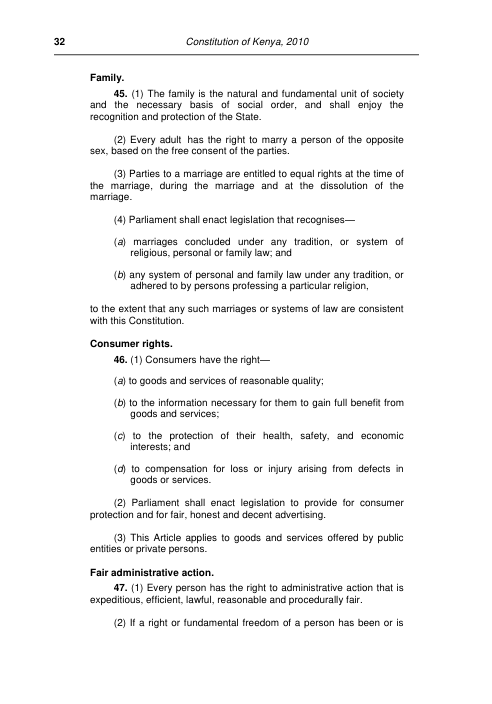 32
Constitution of Kenya, 2010
Family.
45. (1) The family is the natural and fundamental unit of society
and the necessary basis of social order, and shall enjoy the
recognition and protection of the State.
(2) Every adult has the right to marry a person of the opposite
sex, based on the free consent of the parties.
(3) Parties to a marriage are entitled to equal rights at the time of
the marriage, during the marriage and at the dissolution of the
marriage.
(4) Parliament shall enact legislation that recognises—
(a) marriages concluded under any tradition, or system of
religious, personal or family law; and
(b) any system of personal and family law under any tradition, or
adhered to by persons professing a particular religion,
to the extent that any such marriages or systems of law are consistent
with this Constitution.
Consumer rights.
46. (1) Consumers have the right—
(a) to goods and services of reasonable quality;
(b) to the information necessary for them to gain full benefit from
goods and services;
(c) to the protection of their health, safety, and economic
interests; and
(d) to compensation for loss or injury arising from defects in
goods or services.
(2) Parliament shall enact legislation to provide for consumer
protection and for fair, honest and decent advertising.
(3) This Article applies to goods and services offered by public
entities or private persons.
Fair administrative action.
47. (1) Every person has the right to administrative action that is
expeditious, efficient, lawful, reasonable and procedurally fair.
(2) If a right or fundamental freedom of a person has been or is